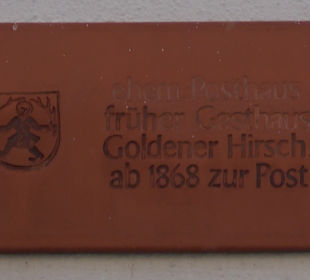 ehem Posthaus
früher Gasthaus
Goldener Hirsch
ab 1868 zur Post